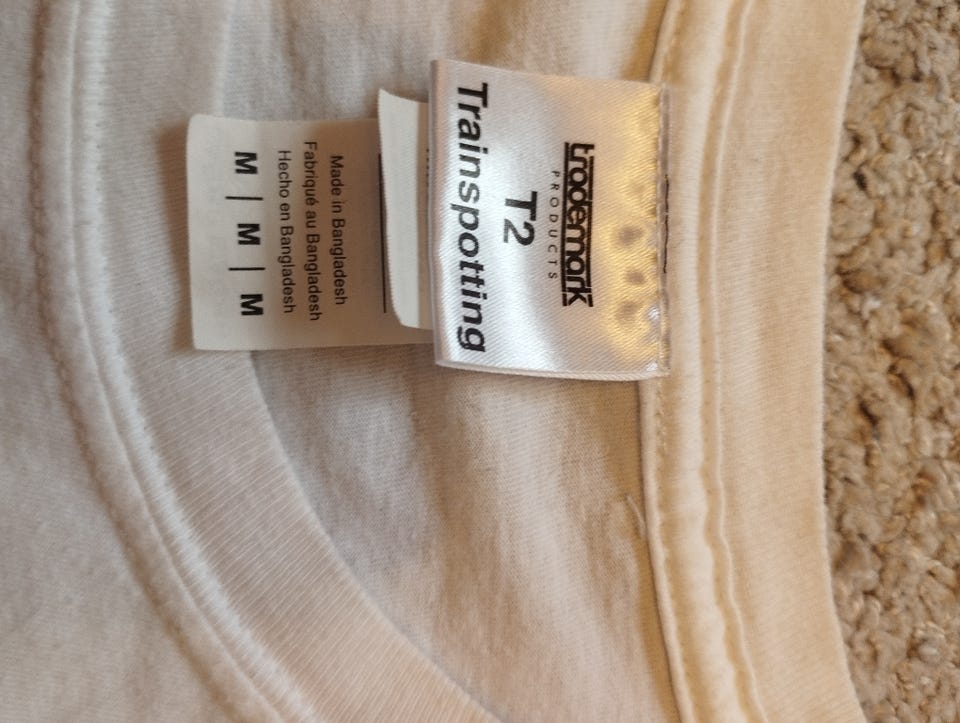 trademark
PRODUCTS
T2
Trainspotting
Made in Bangladesh
Fabriqué au Bangladesh
Hecho en Bangladesh
M | M | M